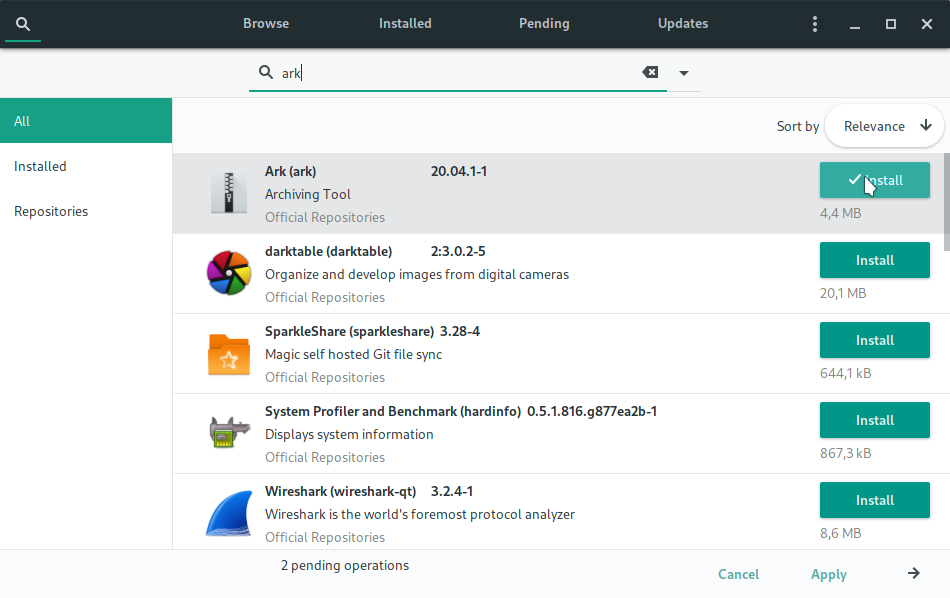 Browse Installed Pending Updates
ark
All
Installed
Repositories
Sort by Relevance
Ark (ark) 20.04.1-1
Archiving Tool
Official Repositories
Install
4,4 MB
darktable (darktable) 2:3.0.2-5
Organize and develop images from digital cameras
Official Repositories
Install
20,1 MB
SparkleShare (sparkleshare) 3.28-4
Magic self hosted Git file sync
Official Repositories
Install
644,1 kB
System Profiler and Benchmark (hardinfo) 0.5.1.816.g877ea2b-1
Displays system information
Official Repositories
Install
867,3 kB
Wireshark (wireshark-qt) 3.2.4-1
Wireshark is the world's foremost protocol analyzer
Official Repositories
Install
8,6 MB
2 pending operations
Cancel Apply